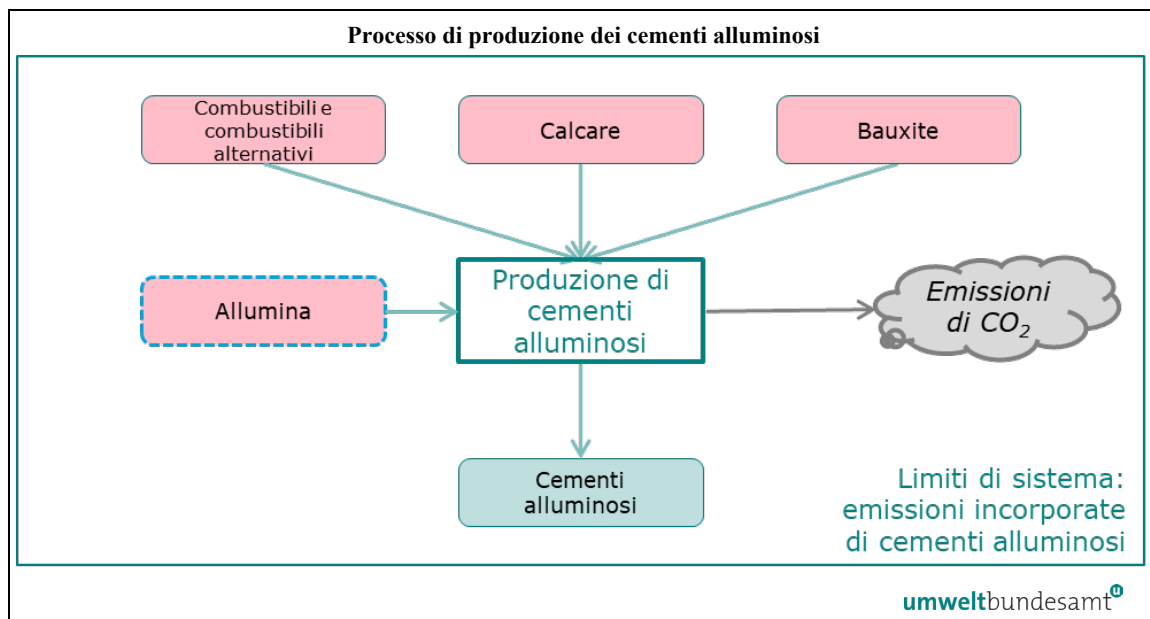 Processo di produzione dei cementi alluminosi
Combustibili e
combustibili
alternativi
Calcare
Bauxite
Allumina
Produzione di
cementi
alluminosi
Emissioni
di CO₂
Cementi
alluminosi
Limiti di sistema:
emissioni incorporate
di cementi alluminosi
umweltbundesamt ᵘ